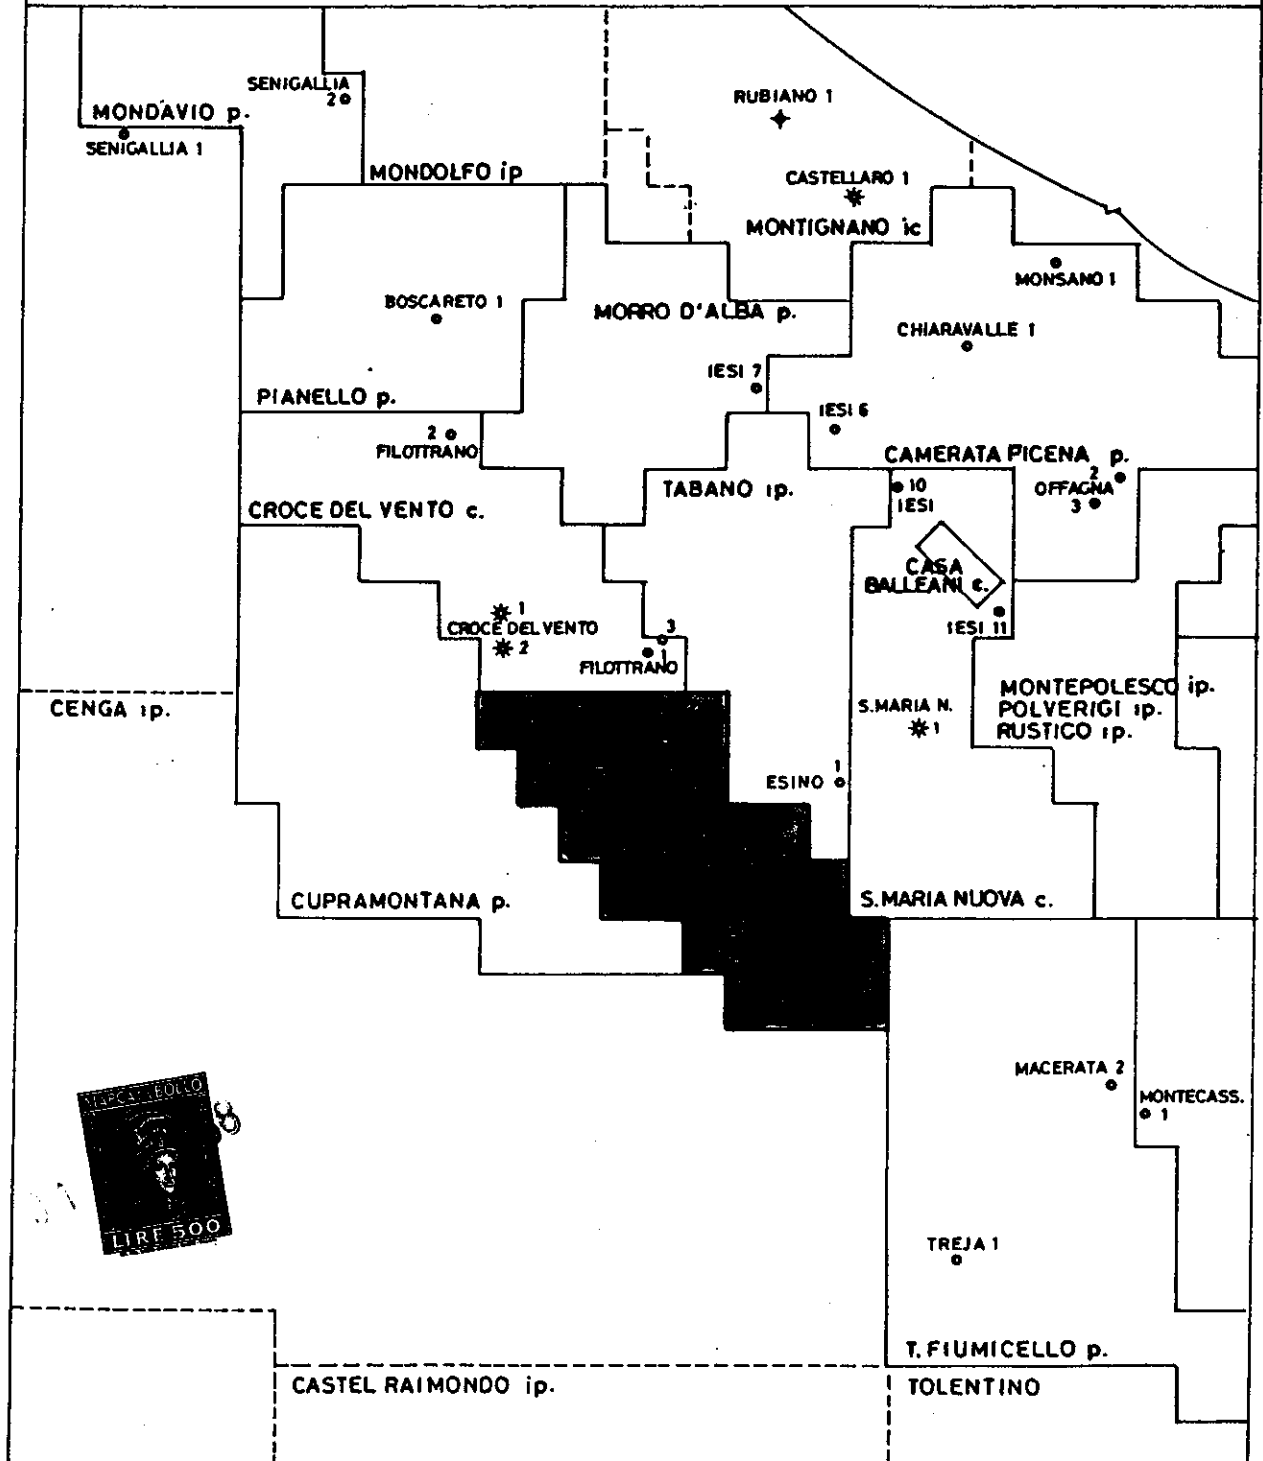 SENIGALLIA
2
MONDAVIO p.
SENIGALLIA 1
RUBIANO 1
MONDOLFO ip
CASTELLARO 1
MONTIGNANO ic
MONSANO 1
BOSCARETO 1
MORRO D'ALBA p.
CHIARAVALLE 1
IESI 7
PIANELLO p.
IESI 6
2
FILOTTRANO
CAMERATA PICENA p.
TABANO ip.
10
IESI
2
OFFAGNA
3
CROCE DEL VENTO c.
CASA
BALLEANI c.
1
CROCE DEL VENTO
2
3
1
FILOTTRANO
IESI 11
CENGA ip.
S.MARIA N.
1
MONTEPOLESCO ip.
POLVERIGI ip.
RUSTICO ip.
1
ESINO
CUPRAMONTANA p.
S.MARIA NUOVA c.
MACERATA 2
MONTECASS.
1
LIRE 500
TREJA 1
T. FIUMICELLO p.
CASTEL RAIMONDO ip.
TOLENTINO